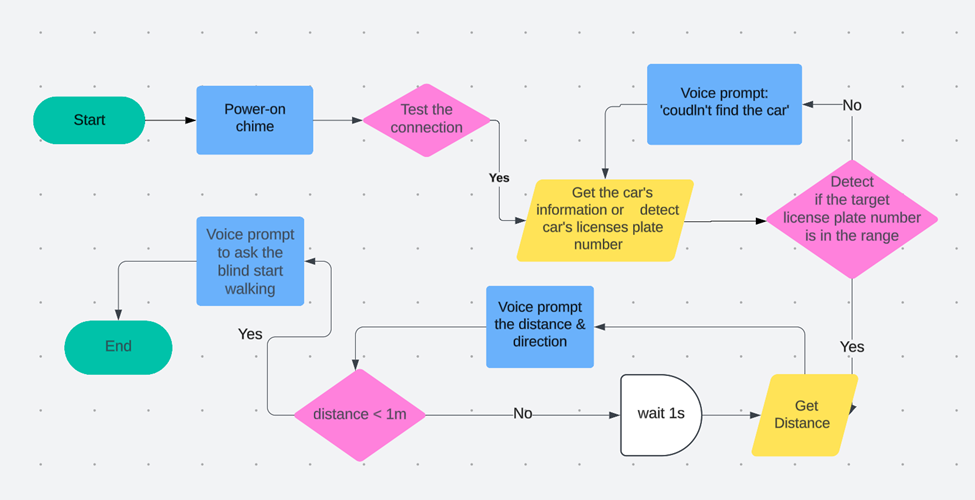 Start
Power-on
chime
Test the
connection
Yes
Voice prompt:
'coudln't find the car'
No
Get the car's
information or detect
car's licenses plate
number
Detect
if the target
license plate number
is in the range
Voice prompt
to ask the
blind start
walking
End
Yes
Voice prompt
the distance &
direction
Yes
distance < 1m
No
wait 1s
Get
Distance